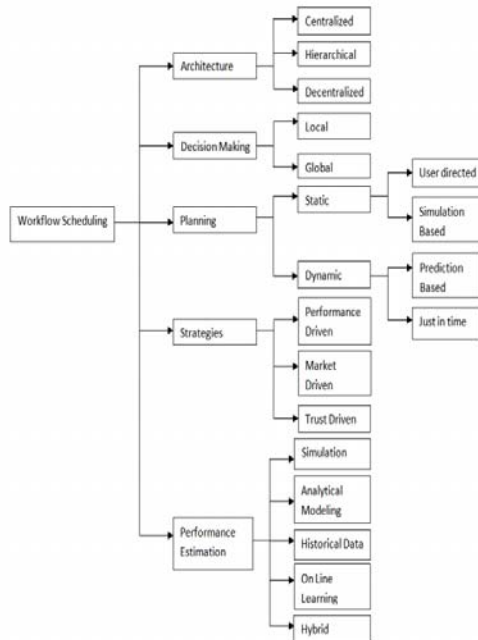 Workflow Scheduling
Architecture
Centralized
Hierarchical
Decentralized
Decision Making
Local
Global
Planning
Static
User directed
Simulation
Based
Dynamic
Prediction
Based
Just in time
Strategies
Performance
Driven
Market
Driven
Trust Driven
Performance
Estimation
Simulation
Analytical
Modeling
Historical Data
On Line
Learning
Hybrid